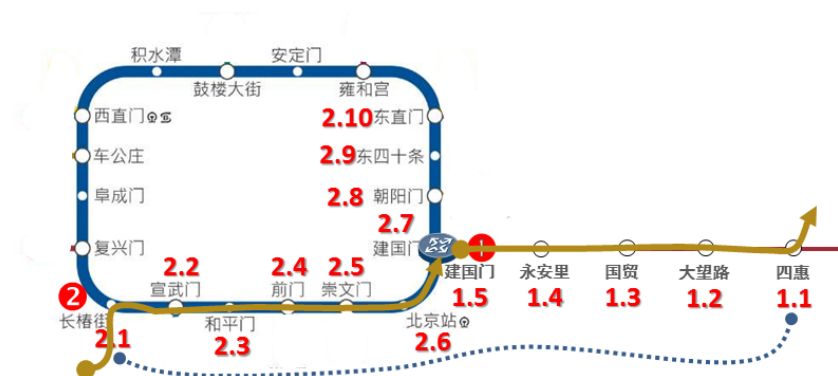 积水潭
安定门
鼓楼大街
雍和宫
西直门
2.10 东直门
车公庄
2.9 东四十条
阜成门
2.8 朝阳门
2.7
复兴门
建国门
1
2.2
2.4
2.5
建国门
永安里
国贸
大望路
四惠
2
宣武门
前门
崇文门
1.5
1.4
1.3
1.2
1.1
长椿街
和平门
北京站
2.1
2.3
2.6